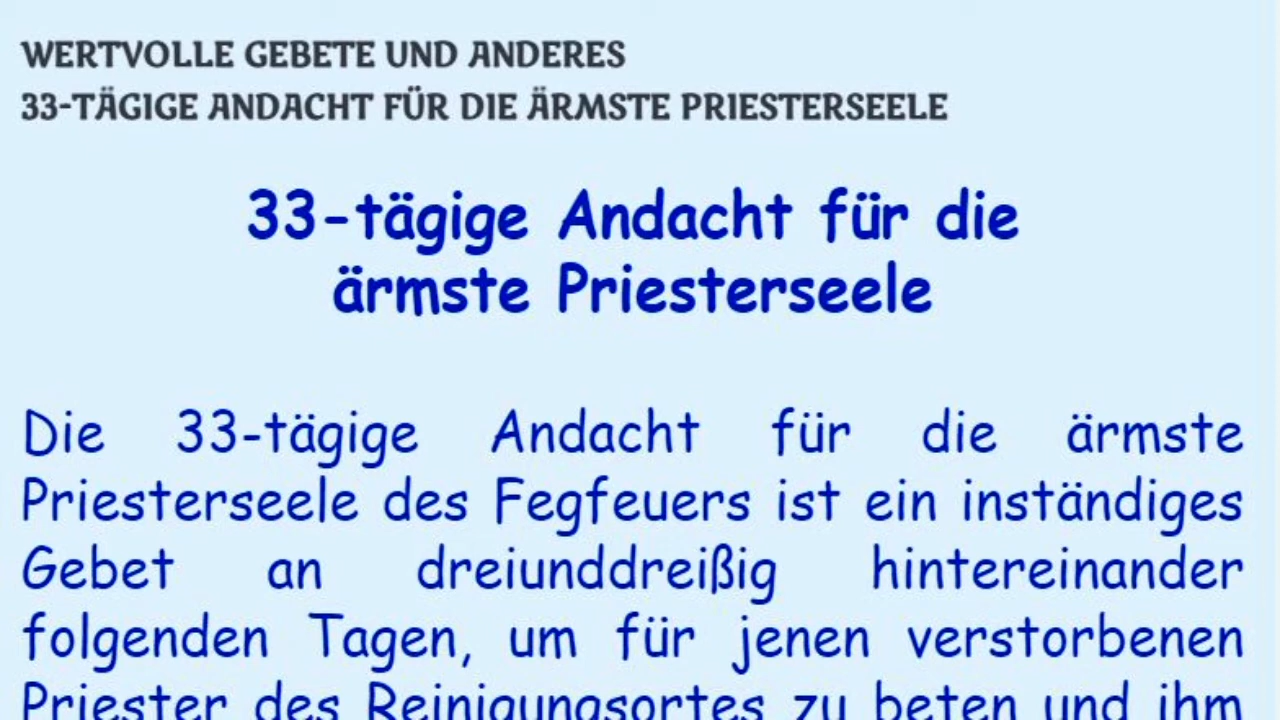 WERTVOLLE GEBETE UND ANDERES
33-TÄGIGE ANDACHT FÜR DIE ÄRMSTE PRIESTERSEELE
33-tägige Andacht für die
ärmste Priesterseele
Die 33-tägige Andacht für die ärmste
Priesterseele des Fegfeuers ist ein inständiges
Gebet an dreiunddreißig hintereinander
folgenden Tagen, um für jenen verstorbenen
Priester des Reinigungsortes zu beten und ihm